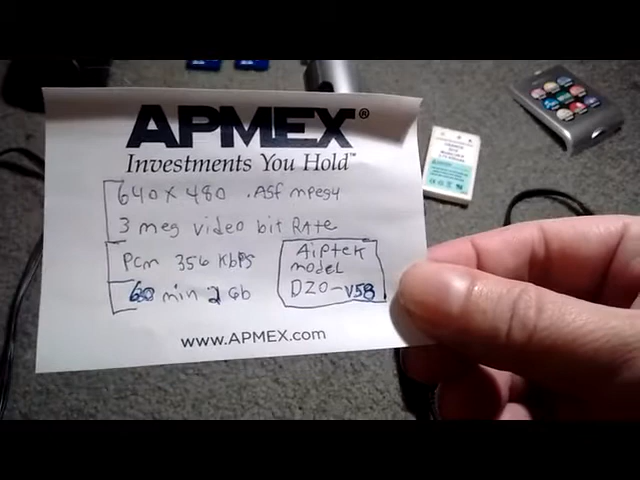 APMEX®
Investments You Hold™
640 x 480 .ASf mpeg4
3 meg video bit RAte
Pcm 356 Kbps
60 min 2 Gb
AiPtek
modeL
DZO-V58
www.APMEX.com